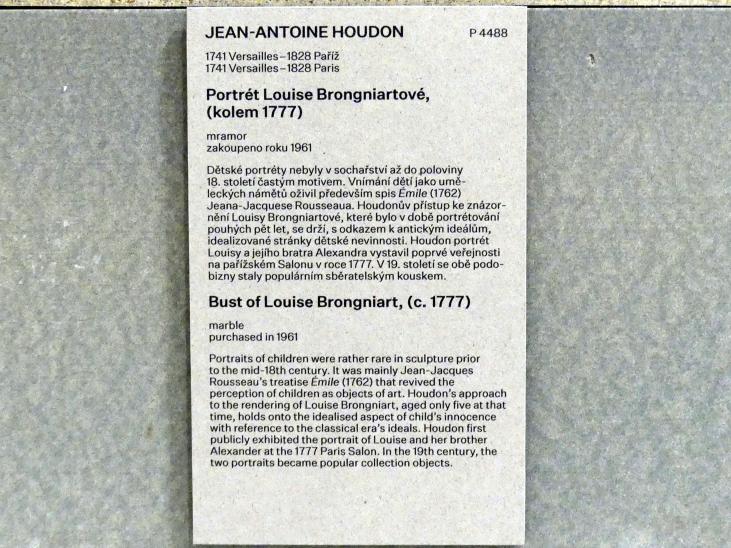 JEAN-ANTOINE HOUDON P 4488
1741 Versailles – 1828 Paříž
1741 Versailles – 1828 Paris
Portrét Louise Brongniartové,
(kolem 1777)
mramor
zakoupeno roku 1961
Dětské portréty nebyly v sochařství až do poloviny
18. století častým motivem. Vnímání dětí jako umě-
leckých námětů oživil především spis Émile (1762)
Jeana-Jacquese Rousseaua. Houdonův přístup ke znázor-
nění Louisy Brongniartové, které bylo v době portrétování
pouhých pět let, se drží, s odkazem k antickým ideálům,
idealizované stránky dětské nevinnosti. Houdon portrét
Louisy a jejího bratra Alexandra vystavil poprvé veřejnosti
na pařížském Salonu v roce 1777. V 19. století se obě podo-
bizny staly populárním sběratelským kouskem.
Bust of Louise Brongniart, (c. 1777)
marble
purchased in 1961
Portraits of children were rather rare in sculpture prior
to the mid-18th century. It was mainly Jean-Jacques
Rousseau's treatise Émile (1762) that revived the
perception of children as objects of art. Houdon's approach
to the rendering of Louise Brongniart, aged only five at that
time, holds onto the idealised aspect of child's innocence
with reference to the classical era's ideals. Houdon first
publicly exhibited the portrait of Louise and her brother
Alexander at the 1777 Paris Salon. In the 19th century, the
two portraits became popular collection objects.